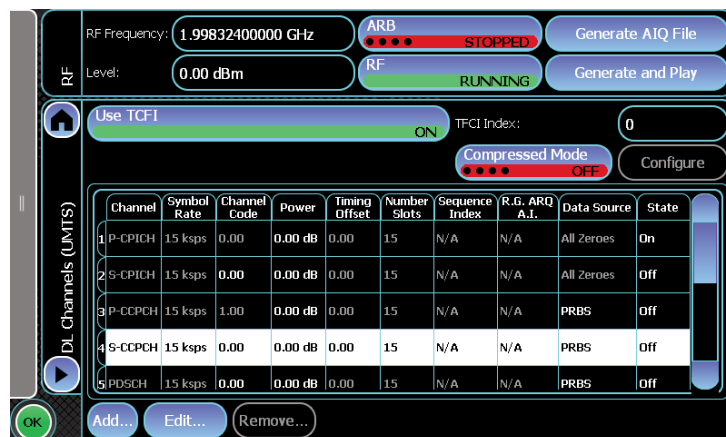 RF Frequency: 1.99832400000 GHz ARB STOPPED Generate AIQ File
RF
Level: 0.00 dBm RF RUNNING Generate and Play
Use TCFI ON TFCI Index: 0
Compressed Mode OFF Configure
DL Channels (UMTS)
Channel Symbol Rate Channel Code Power Timing Offset Number Slots Sequence Index R.G. ARQ A.I. Data Source State
1 P-CPICH 15 ksps 0.00 0.00 dB 0.00 15 N/A N/A All Zeroes On
2 S-CPICH 15 ksps 0.00 0.00 dB 0.00 15 N/A N/A All Zeroes Off
3 P-CCPCH 15 ksps 1.00 0.00 dB 0.00 15 N/A N/A PRBS Off
4 S-CCPCH 15 ksps 0.00 0.00 dB 0.00 15 N/A N/A PRBS Off
5 PDSCH 15 ksps 0.00 0.00 dB 0.00 15 N/A N/A PRBS Off
OK Add... Edit... Remove...